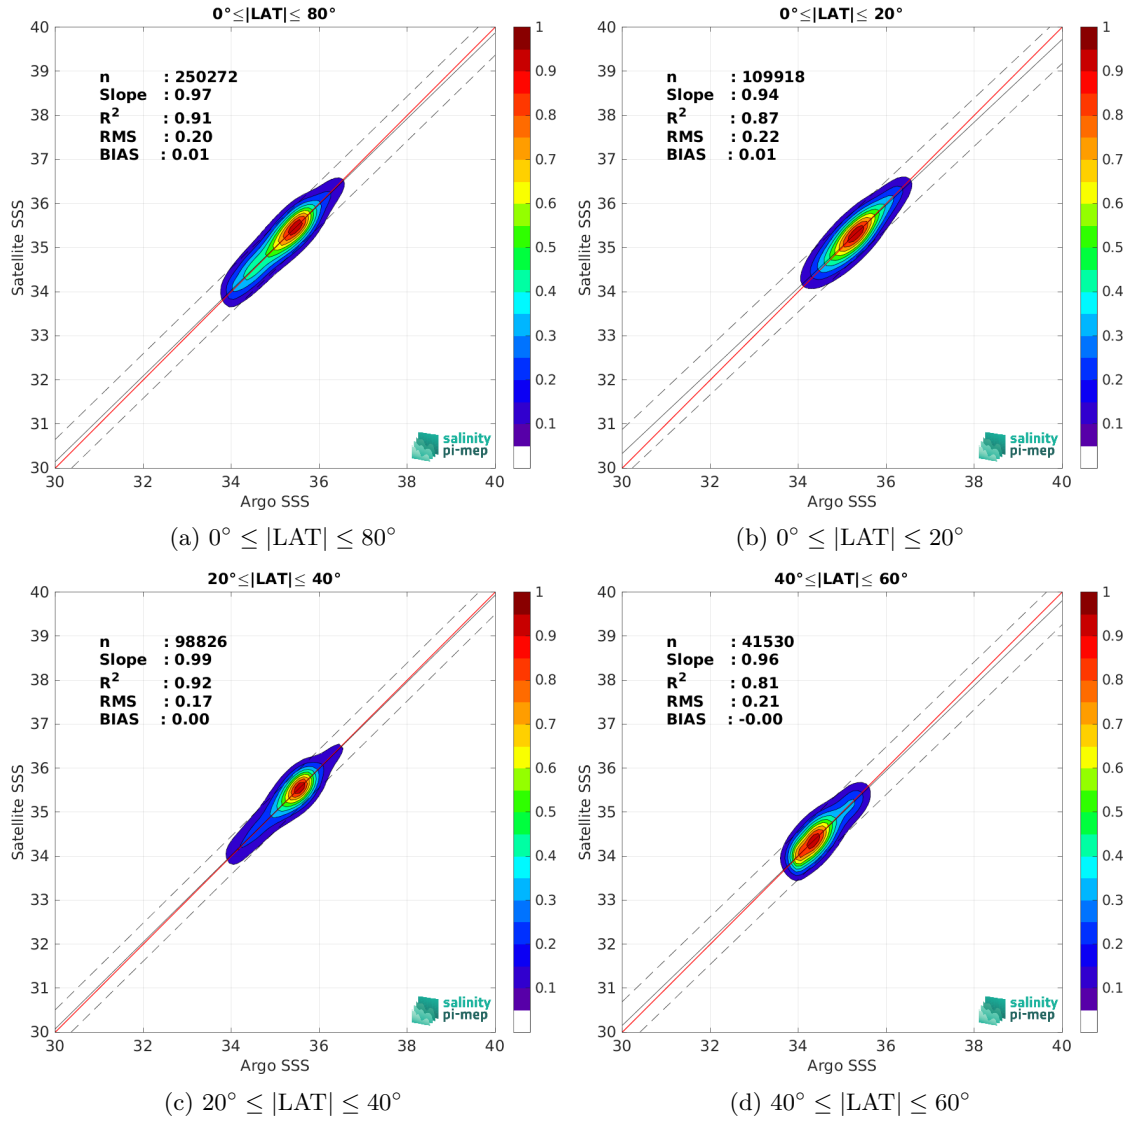 0°≤|LAT|≤ 80°
40
39
38
37
36
35
34
33
32
31
30
Satellite SSS
n : 250272
Slope : 0.97
R² : 0.91
RMS : 0.20
BIAS : 0.01
salinity
pi-mep
30 32 34 36 38 40
Argo SSS
1
0.9
0.8
0.7
0.6
0.5
0.4
0.3
0.2
0.1
(a) 0° ≤ |LAT| ≤ 80°
0°≤|LAT|≤ 20°
40
39
38
37
36
35
34
33
32
31
30
Satellite SSS
n : 109918
Slope : 0.94
R² : 0.87
RMS : 0.22
BIAS : 0.01
salinity
pi-mep
30 32 34 36 38 40
Argo SSS
1
0.9
0.8
0.7
0.6
0.5
0.4
0.3
0.2
0.1
(b) 0° ≤ |LAT| ≤ 20°
20°≤|LAT|≤ 40°
40
39
38
37
36
35
34
33
32
31
30
Satellite SSS
n : 98826
Slope : 0.99
R² : 0.92
RMS : 0.17
BIAS : 0.00
salinity
pi-mep
30 32 34 36 38 40
Argo SSS
1
0.9
0.8
0.7
0.6
0.5
0.4
0.3
0.2
0.1
(c) 20° ≤ |LAT| ≤ 40°
40°≤|LAT|≤ 60°
40
39
38
37
36
35
34
33
32
31
30
Satellite SSS
n : 41530
Slope : 0.96
R² : 0.81
RMS : 0.21
BIAS : -0.00
salinity
pi-mep
30 32 34 36 38 40
Argo SSS
1
0.9
0.8
0.7
0.6
0.5
0.4
0.3
0.2
0.1
(d) 40° ≤ |LAT| ≤ 60°